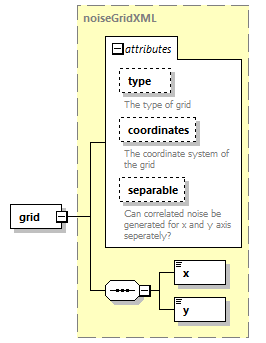 noiseGridXML
attributes
type
The type of grid
coordinates
The coordinate system of
the grid
separable
Can correlated noise be
generated for x and y axis
seperately?
grid
x
y